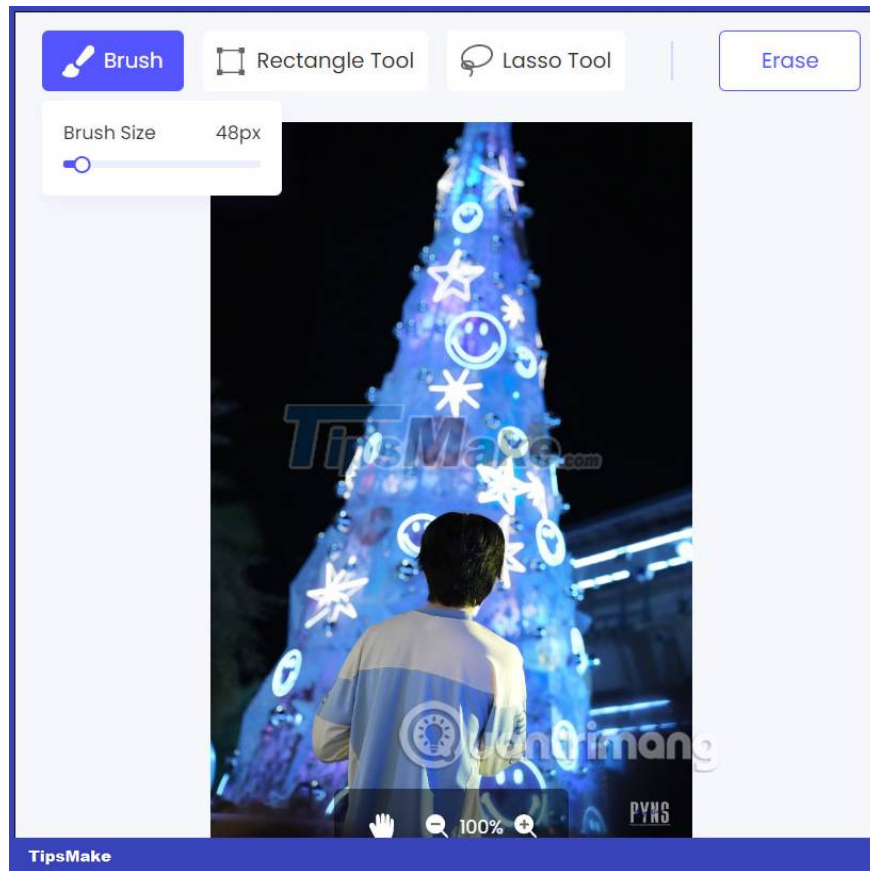 Brush
Rectangle Tool
Lasso Tool
Erase
Brush Size 48px
TipsMake.com
Quantrimang
PYNS
100%
TipsMake